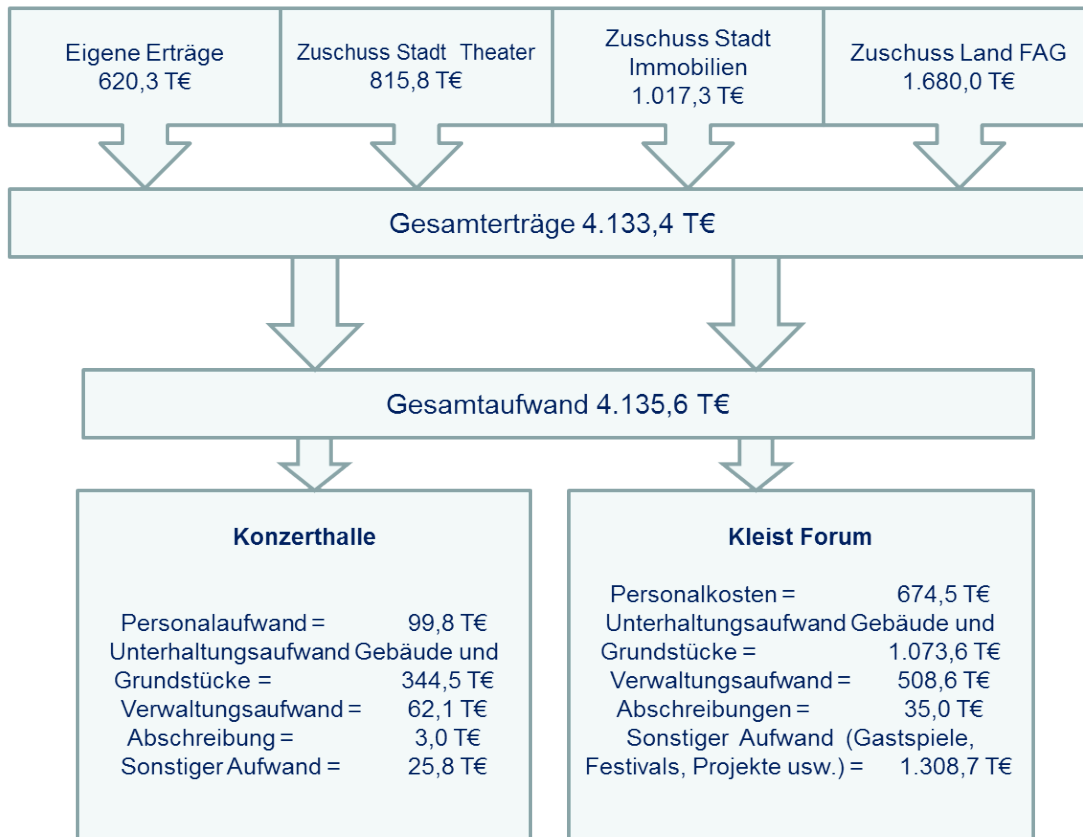 Eigene Erträge
620,3 T€
Zuschuss Stadt Theater
815,8 T€
Zuschuss Stadt
Immobilien
1.017,3 T€
Zuschuss Land FAG
1.680,0 T€
Gesamterträge 4.133,4 T€
Gesamtaufwand 4.135,6 T€
Konzerthalle
Personalaufwand = 99,8 T€
Unterhaltungsaufwand Gebäude und
Grundstücke = 344,5 T€
Verwaltungsaufwand = 62,1 T€
Abschreibung = 3,0 T€
Sonstiger Aufwand = 25,8 T€
Kleist Forum
Personalkosten = 674,5 T€
Unterhaltungsaufwand Gebäude und
Grundstücke = 1.073,6 T€
Verwaltungsaufwand = 508,6 T€
Abschreibungen = 35,0 T€
Sonstiger Aufwand (Gastspiele,
Festivals, Projekte usw.) = 1.308,7 T€